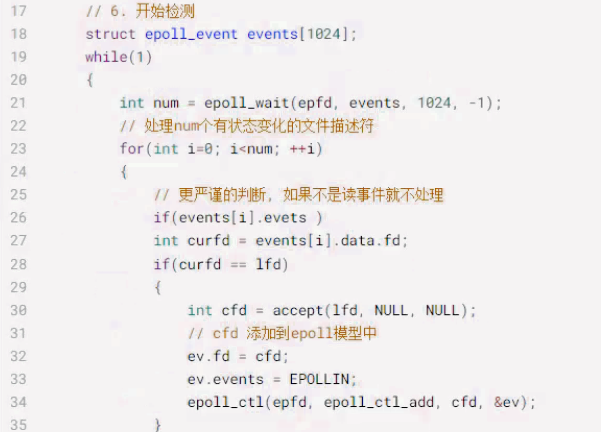 17 // 6. 开始检测
18 struct epoll_event events[1024];
19 while(1)
20 {
21 int num = epoll_wait(epfd, events, 1024, -1);
22 // 处理num个有状态变化的文件描述符
23 for(int i=0; i<num; ++i)
24 {
25 // 更严谨的判断, 如果不是读事件就不处理
26 if(events[i].evets )
27 int curfd = events[i].data.fd;
28 if(curfd == lfd)
29 {
30 int cfd = accept(lfd, NULL, NULL);
31 // cfd 添加到epoll模型中
32 ev.fd = cfd;
33 ev.events = EPOLLIN;
34 epoll_ctl(epfd, epoll_ctl_add, cfd, &ev);
35 }